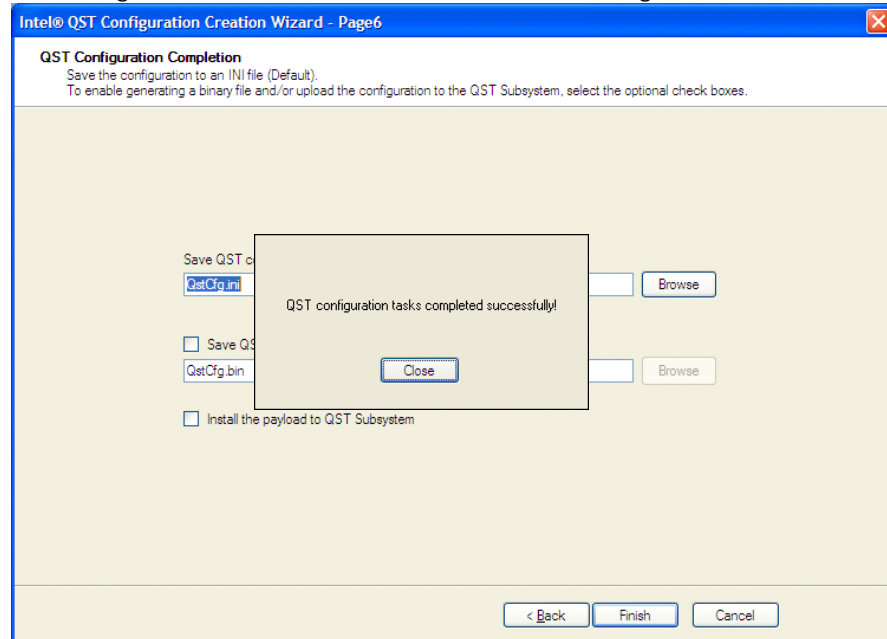 Intel® QST Configuration Creation Wizard - Page6
QST Configuration Completion
Save the configuration to an INI file (Default).
To enable generating a binary file and/or upload the configuration to the QST Subsystem, select the optional check boxes.
Save QST c
QstCfg.ini
Browse
QST configuration tasks completed successfully!
Save QS
QstCfg.bin
Close
Browse
Install the payload to QST Subsystem
< Back
Finish
Cancel